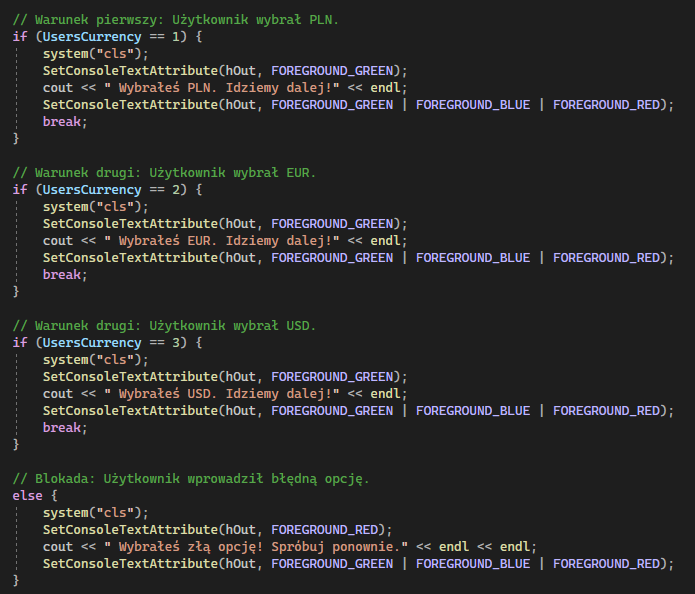 // Warunek pierwszy: Użytkownik wybrał PLN.
if (UsersCurrency == 1) {
    system("cls");
    SetConsoleTextAttribute(hOut, FOREGROUND_GREEN);
    cout << " Wybrałeś PLN. Idziemy dalej!" << endl;
    SetConsoleTextAttribute(hOut, FOREGROUND_GREEN | FOREGROUND_BLUE | FOREGROUND_RED);
    break;
}

// Warunek drugi: Użytkownik wybrał EUR.
if (UsersCurrency == 2) {
    system("cls");
    SetConsoleTextAttribute(hOut, FOREGROUND_GREEN);
    cout << " Wybrałeś EUR. Idziemy dalej!" << endl;
    SetConsoleTextAttribute(hOut, FOREGROUND_GREEN | FOREGROUND_BLUE | FOREGROUND_RED);
    break;
}

// Warunek drugi: Użytkownik wybrał USD.
if (UsersCurrency == 3) {
    system("cls");
    SetConsoleTextAttribute(hOut, FOREGROUND_GREEN);
    cout << " Wybrałeś USD. Idziemy dalej!" << endl;
    SetConsoleTextAttribute(hOut, FOREGROUND_GREEN | FOREGROUND_BLUE | FOREGROUND_RED);
    break;
}

// Blokada: Użytkownik wprowadził błędną opcję.
else {
    system("cls");
    SetConsoleTextAttribute(hOut, FOREGROUND_RED);
    cout << " Wybrałeś złą opcję! Spróbuj ponownie." << endl << endl;
    SetConsoleTextAttribute(hOut, FOREGROUND_GREEN | FOREGROUND_BLUE | FOREGROUND_RED);
}